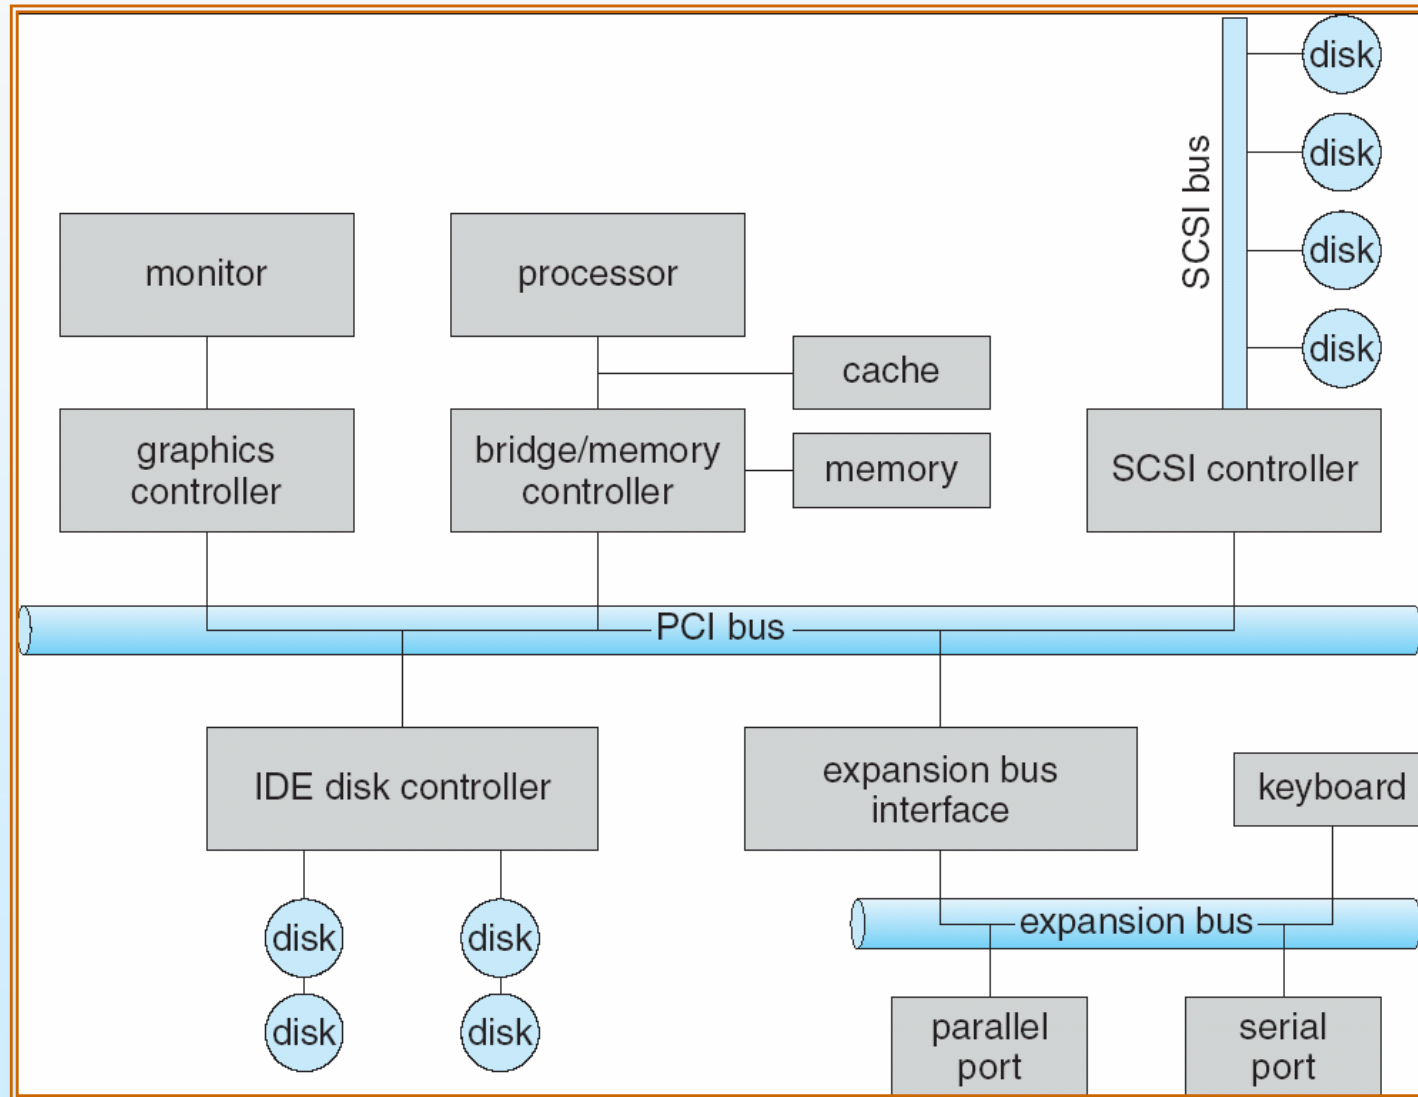 disk
disk
disk
disk
SCSI bus
monitor
processor
cache
graphics
controller
bridge/memory
controller
memory
SCSI controller
PCI bus
IDE disk controller
expansion bus
interface
keyboard
disk
disk
disk
disk
expansion bus
parallel
port
serial
port